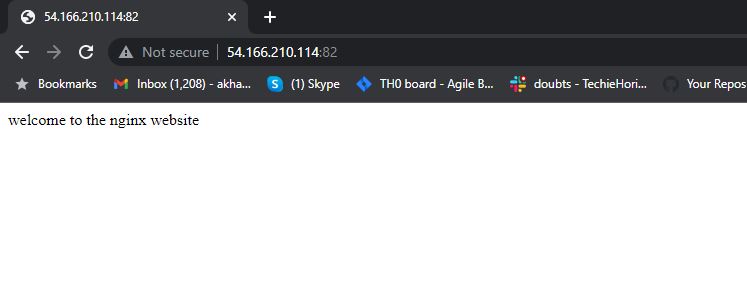 54.166.210.114:82
Not secure 54.166.210.114:82
Bookmarks Inbox (1,208) - akha... (1) Skype TH0 board - Agile B... doubts - TechieHori... Your Repos
welcome to the nginx website